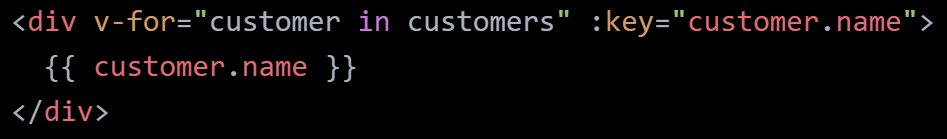 <div v-for="customer in customers" :key="customer.name">
  {{ customer.name }}
</div>